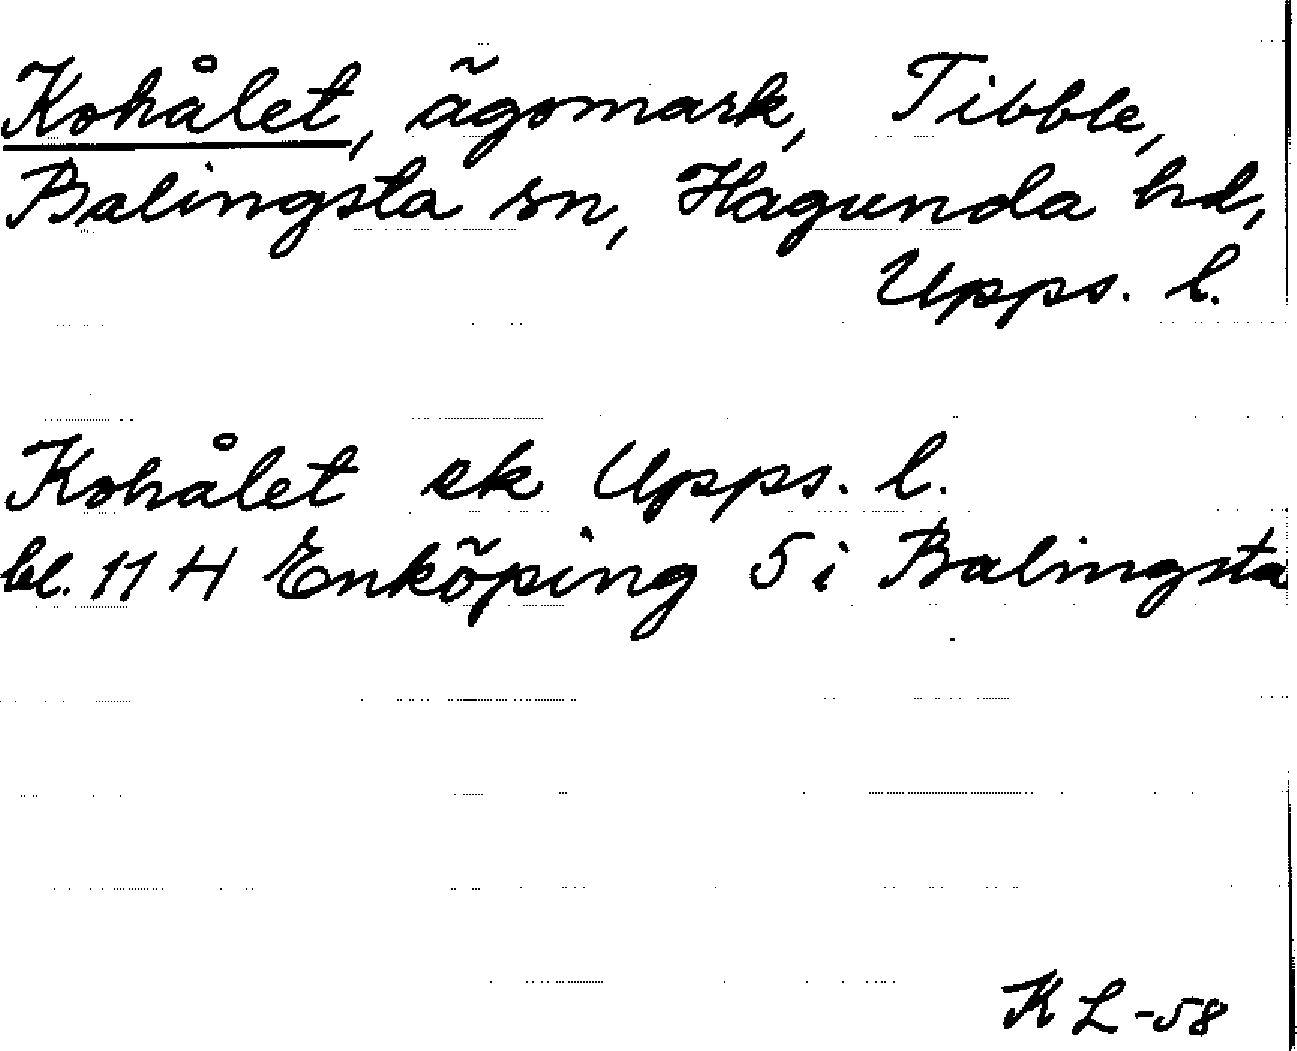 Kohålet, ägomark, Tibble,
Balingsta sn, Hagunda hd,
Upps. l.
Kohålet ek Upps. l.
bl. 11 H Enköping 5 i Balingsta
KL-58